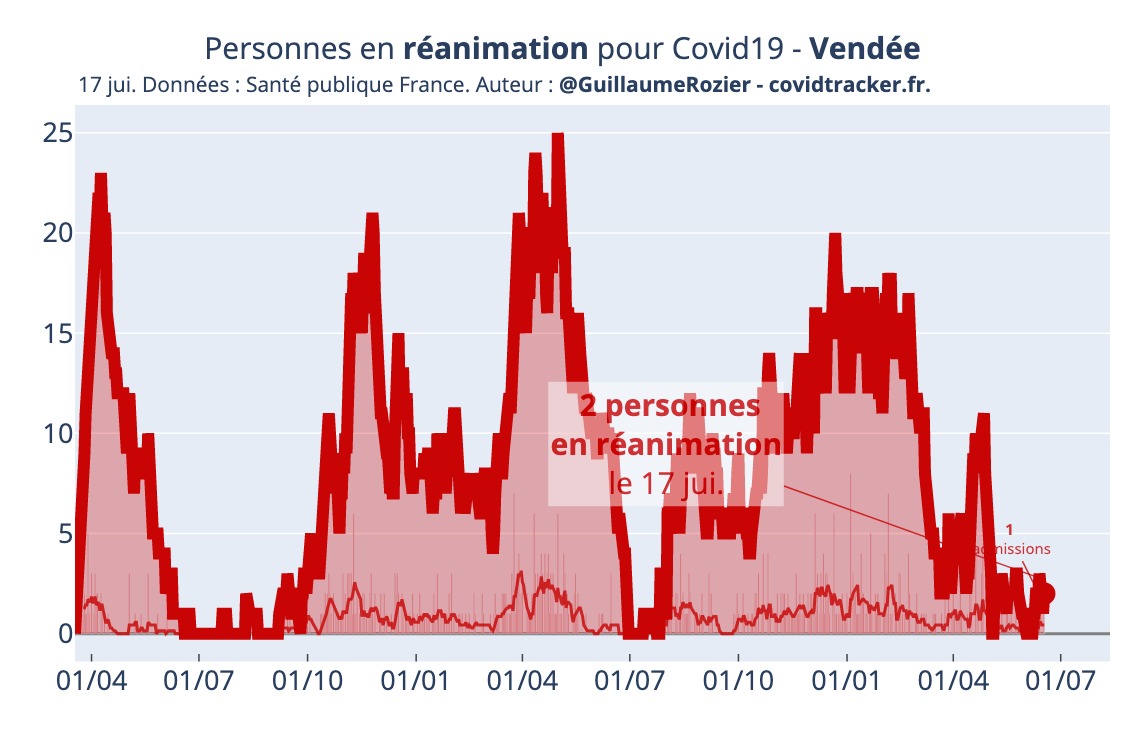 Personnes en réanimation pour Covid19 - Vendée
17 jui. Données : Santé publique France. Auteur : @GuillaumeRozier - covidtracker.fr.
25
20
15
10
5
0
2 personnes
en réanimation
le 17 jui.
1
admissions
01/04 01/07 01/10 01/01 01/04 01/07 01/10 01/01 01/04 01/07